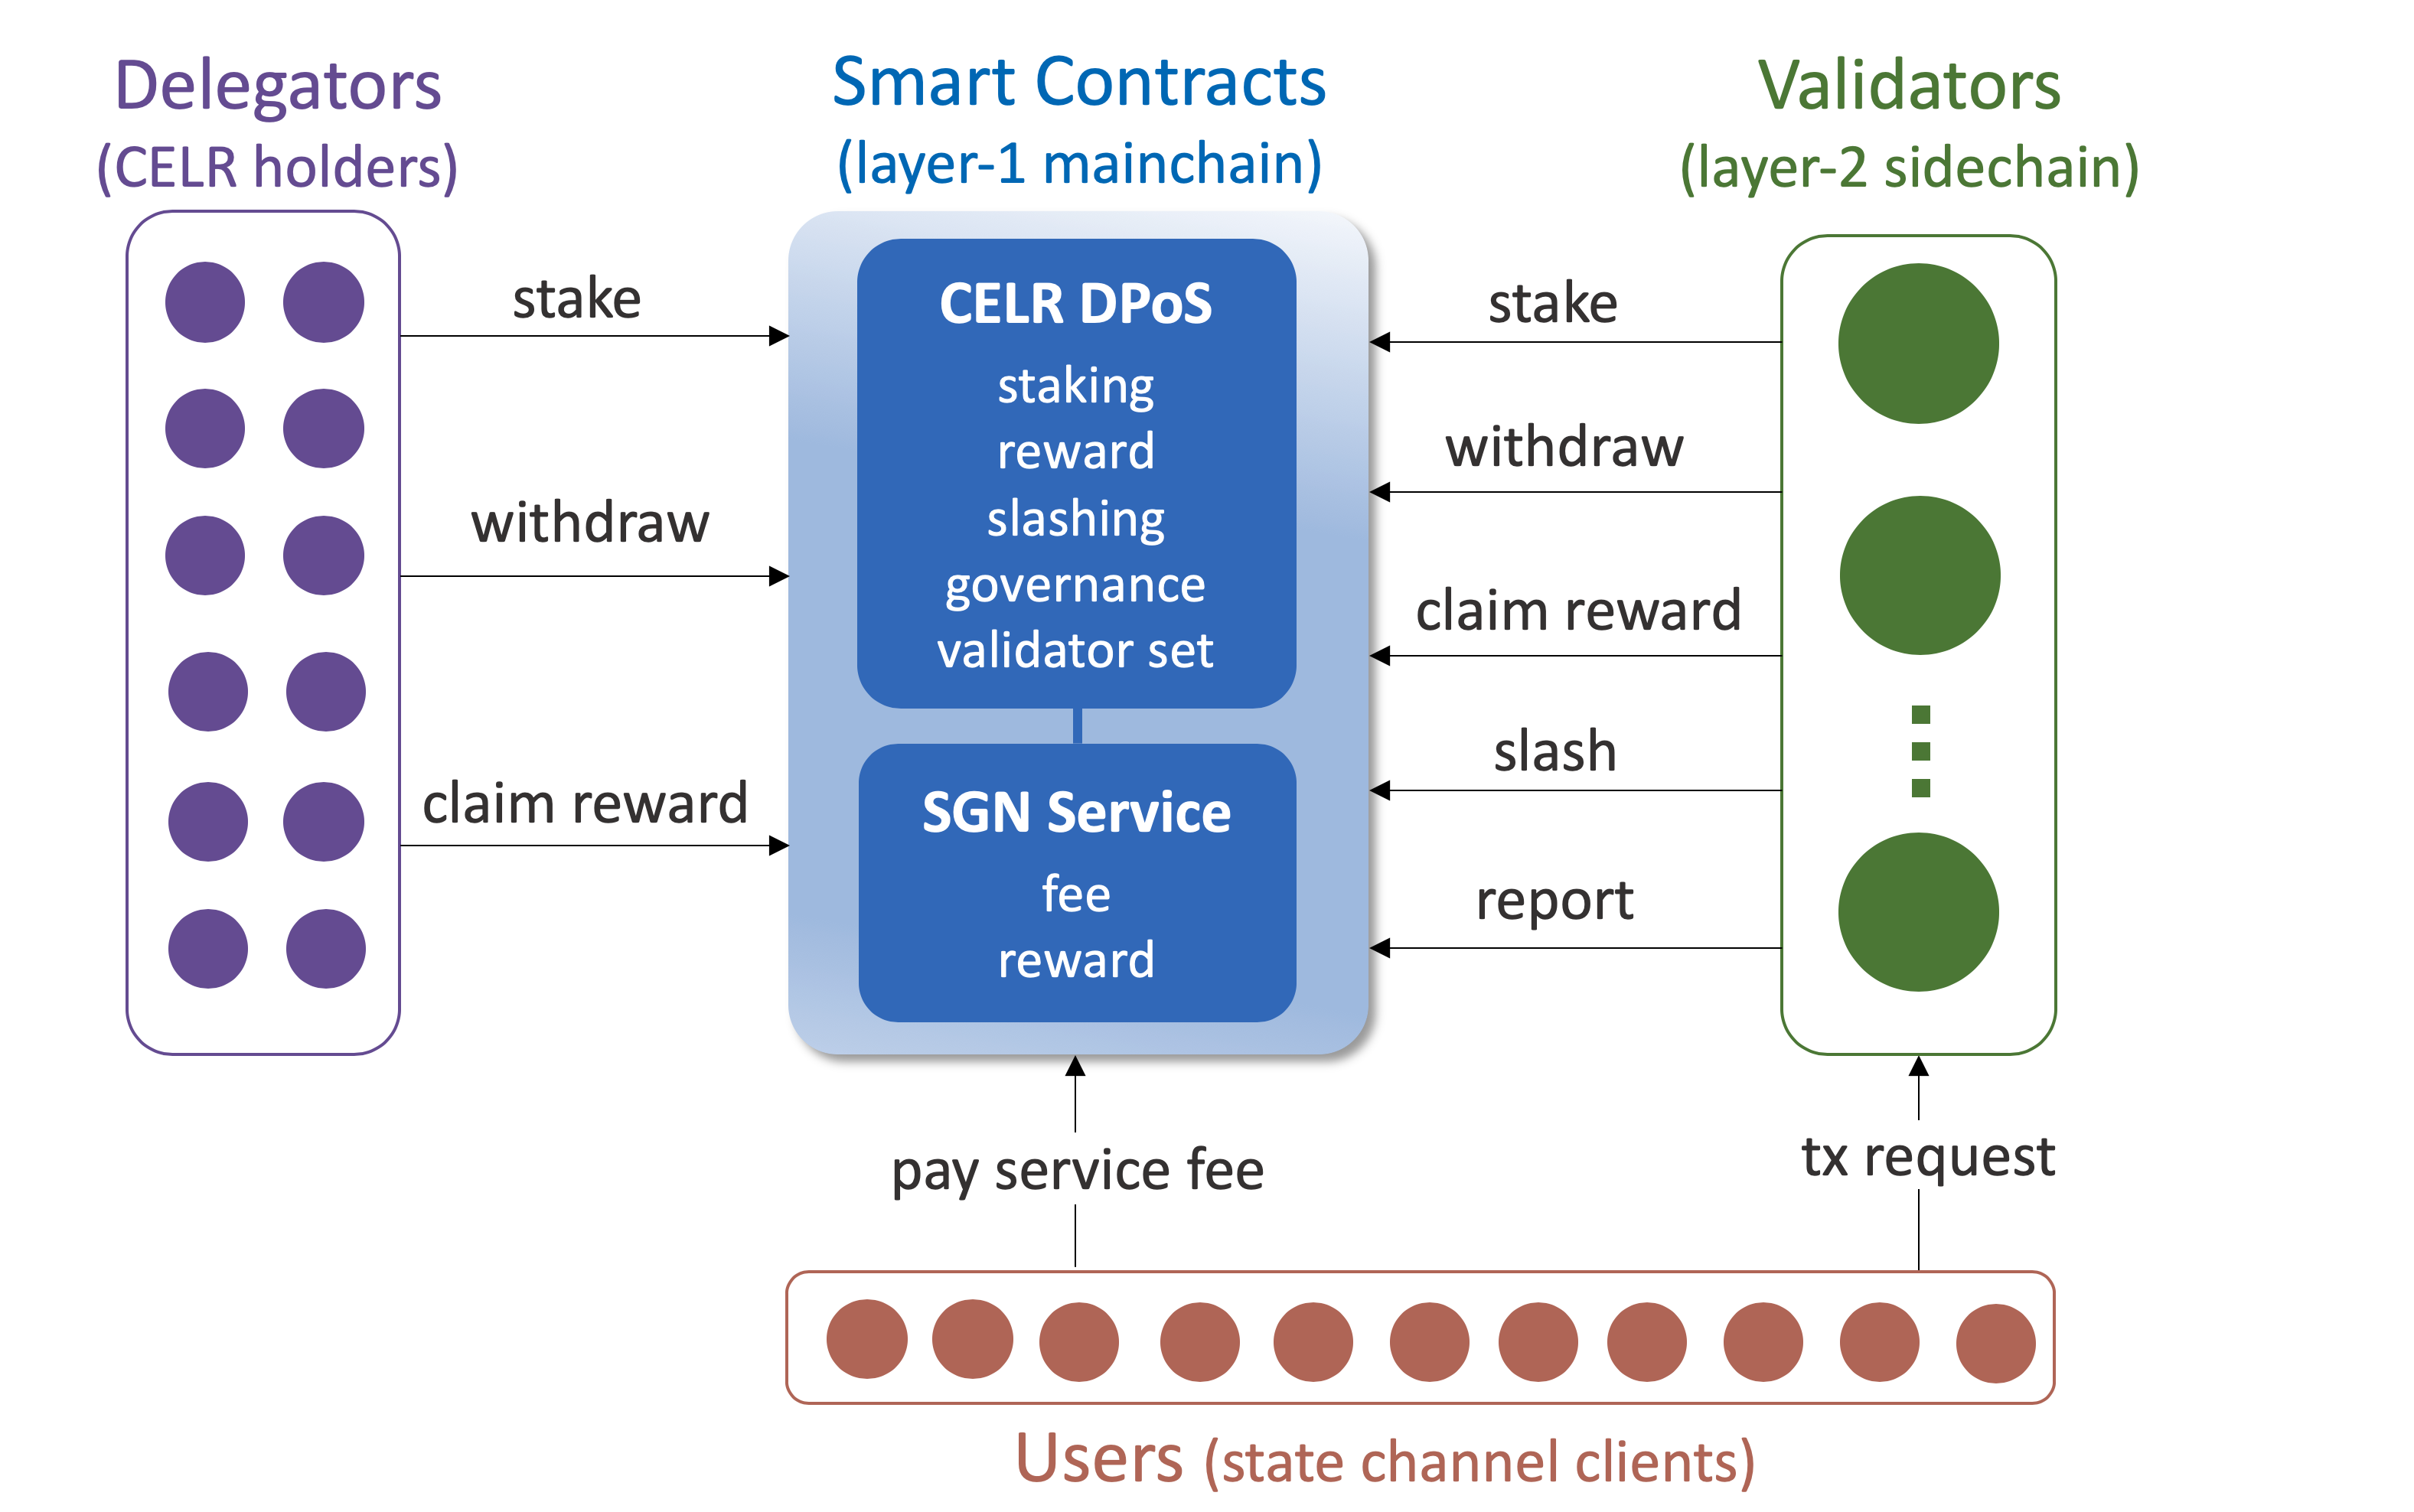 Delegators
(CELR holders)
stake
withdraw
claim reward
Smart Contracts
(layer-1 mainchain)
CELR DPoS
staking
reward
slashing
governance
validator set
SGN Service
fee
reward
Validators
(layer-2 sidechain)
stake
withdraw
claim reward
slash
report
pay service fee
tx request
Users (state channel clients)